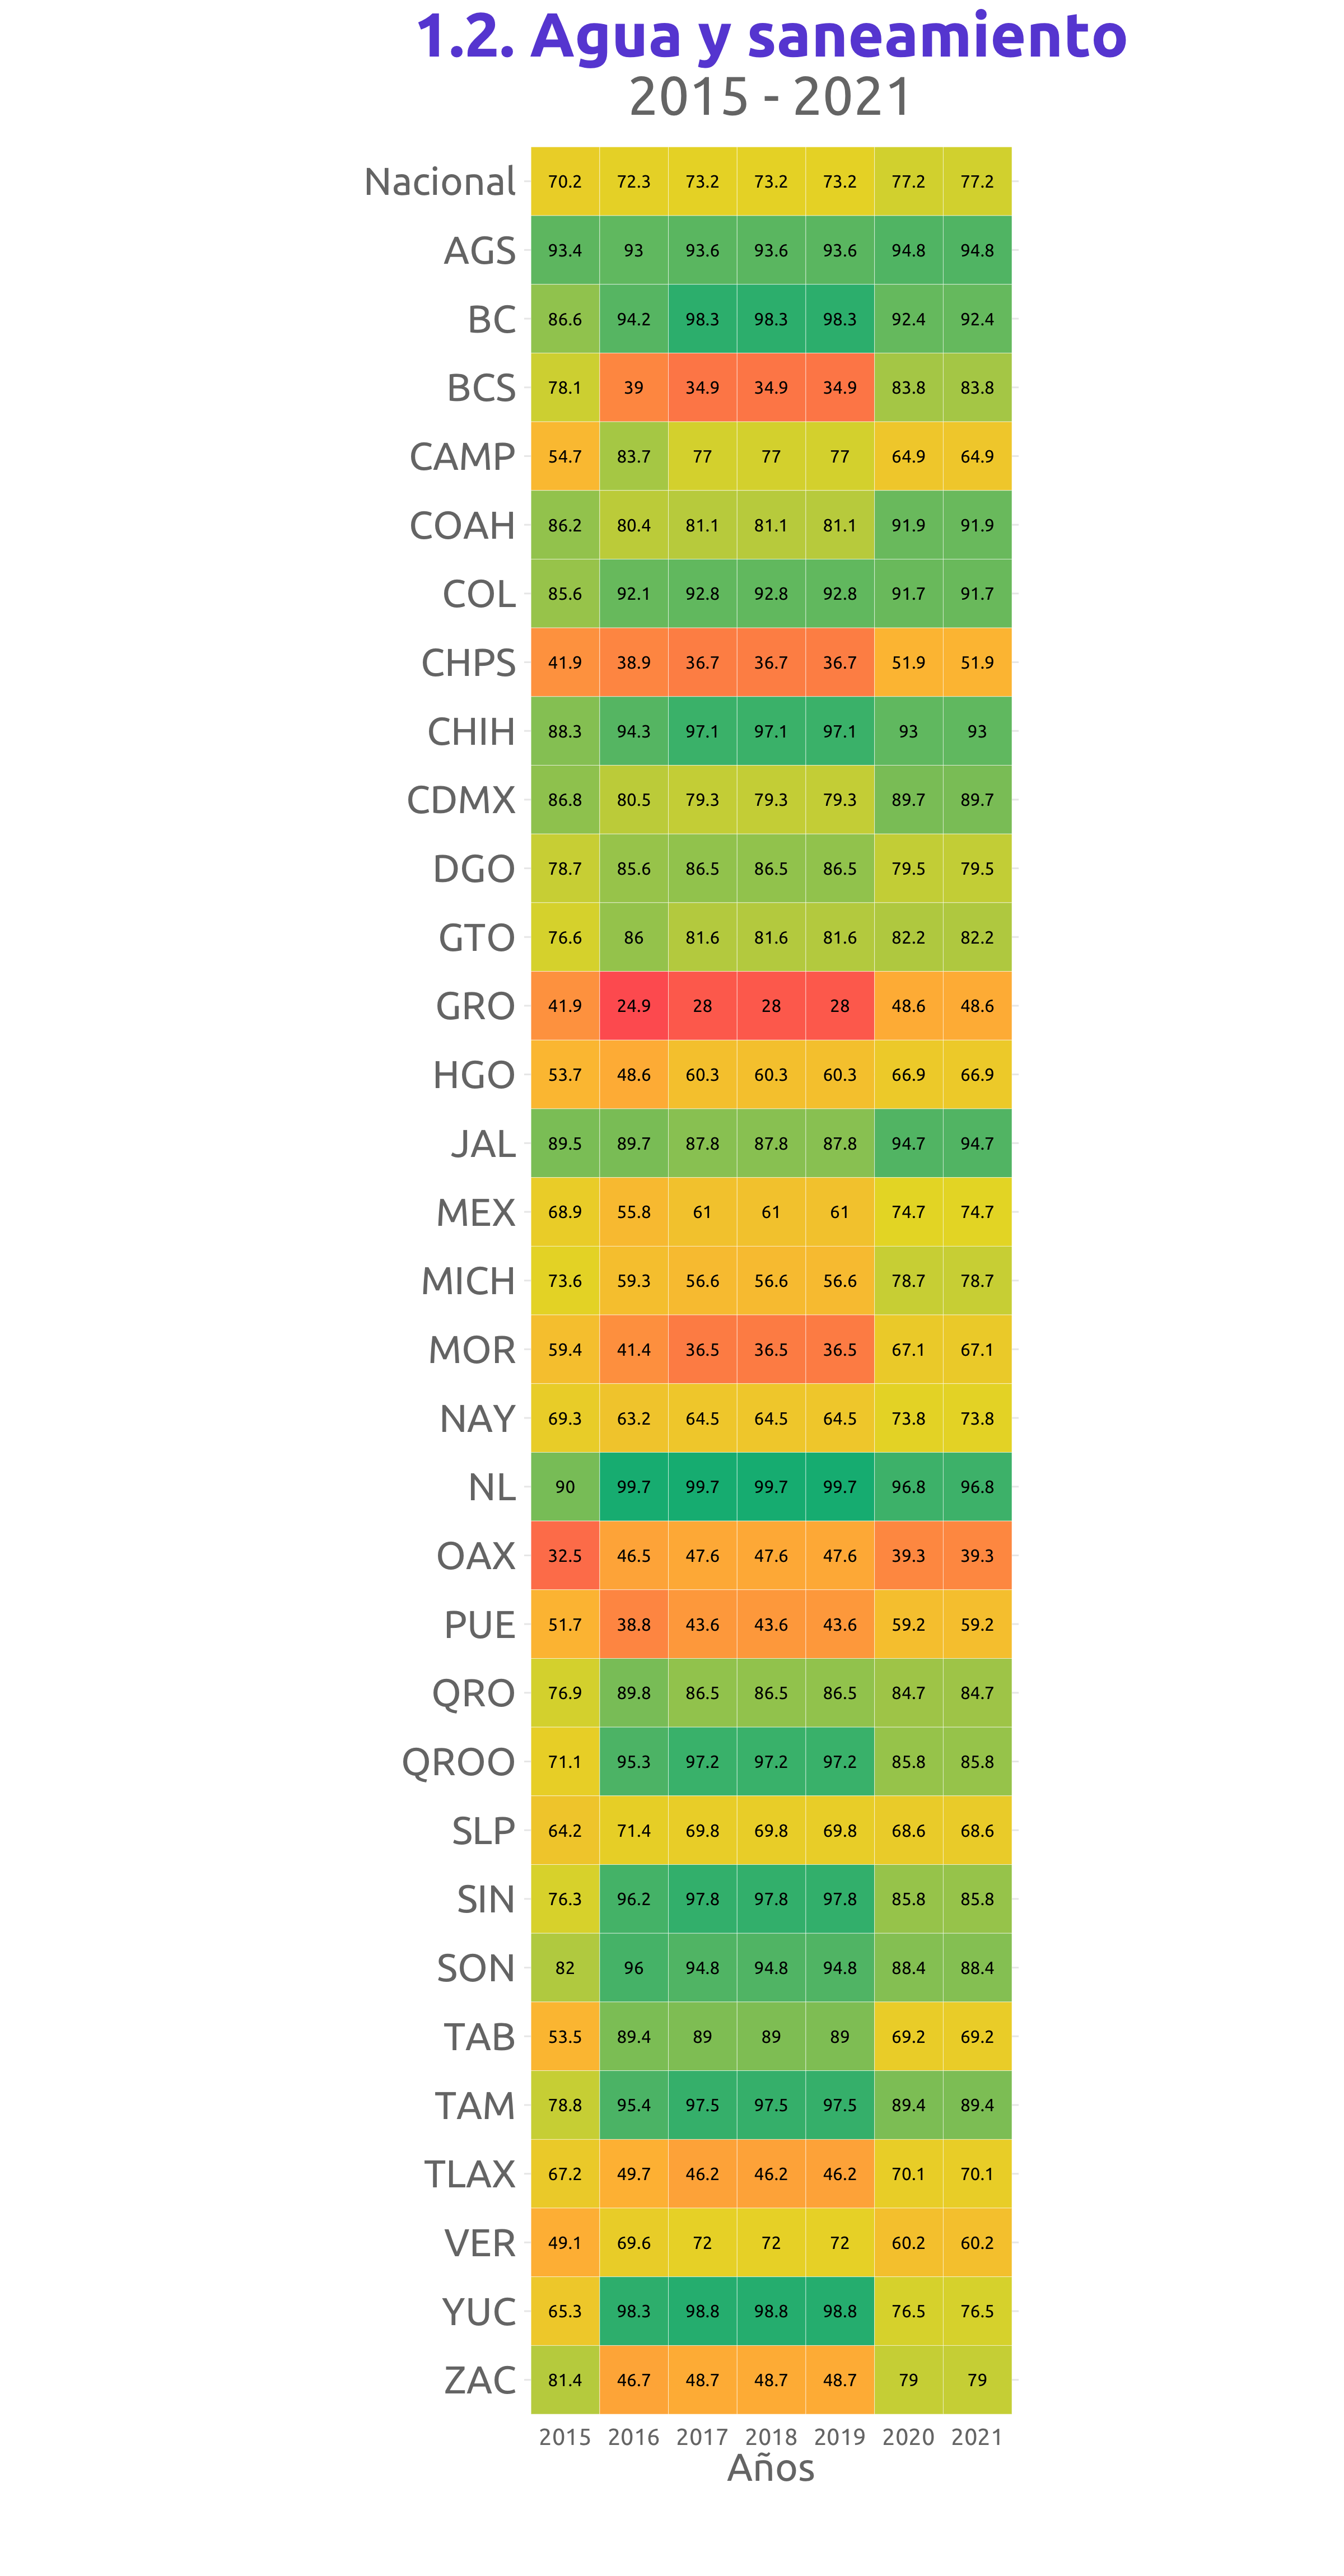 1.2. Agua y saneamiento
2015 - 2021
Nacional 70.2 72.3 73.2 73.2 73.2 77.2 77.2
AGS 93.4 93 93.6 93.6 93.6 94.8 94.8
BC 86.6 94.2 98.3 98.3 98.3 92.4 92.4
BCS 78.1 39 34.9 34.9 34.9 83.8 83.8
CAMP 54.7 83.7 77 77 77 64.9 64.9
COAH 86.2 80.4 81.1 81.1 81.1 91.9 91.9
COL 85.6 92.1 92.8 92.8 92.8 91.7 91.7
CHPS 41.9 38.9 36.7 36.7 36.7 51.9 51.9
CHIH 88.3 94.3 97.1 97.1 97.1 93 93
CDMX 86.8 80.5 79.3 79.3 79.3 89.7 89.7
DGO 78.7 85.6 86.5 86.5 86.5 79.5 79.5
GTO 76.6 86 81.6 81.6 81.6 82.2 82.2
GRO 41.9 24.9 28 28 28 48.6 48.6
HGO 53.7 48.6 60.3 60.3 60.3 66.9 66.9
JAL 89.5 89.7 87.8 87.8 87.8 94.7 94.7
MEX 68.9 55.8 61 61 61 74.7 74.7
MICH 73.6 59.3 56.6 56.6 56.6 78.7 78.7
MOR 59.4 41.4 36.5 36.5 36.5 67.1 67.1
NAY 69.3 63.2 64.5 64.5 64.5 73.8 73.8
NL 90 99.7 99.7 99.7 99.7 96.8 96.8
OAX 32.5 46.5 47.6 47.6 47.6 39.3 39.3
PUE 51.7 38.8 43.6 43.6 43.6 59.2 59.2
QRO 76.9 89.8 86.5 86.5 86.5 84.7 84.7
QROO 71.1 95.3 97.2 97.2 97.2 85.8 85.8
SLP 64.2 71.4 69.8 69.8 69.8 68.6 68.6
SIN 76.3 96.2 97.8 97.8 97.8 85.8 85.8
SON 82 96 94.8 94.8 94.8 88.4 88.4
TAB 53.5 89.4 89 89 89 69.2 69.2
TAM 78.8 95.4 97.5 97.5 97.5 89.4 89.4
TLAX 67.2 49.7 46.2 46.2 46.2 70.1 70.1
VER 49.1 69.6 72 72 72 60.2 60.2
YUC 65.3 98.3 98.8 98.8 98.8 76.5 76.5
ZAC 81.4 46.7 48.7 48.7 48.7 79 79
2015 2016 2017 2018 2019 2020 2021
Años